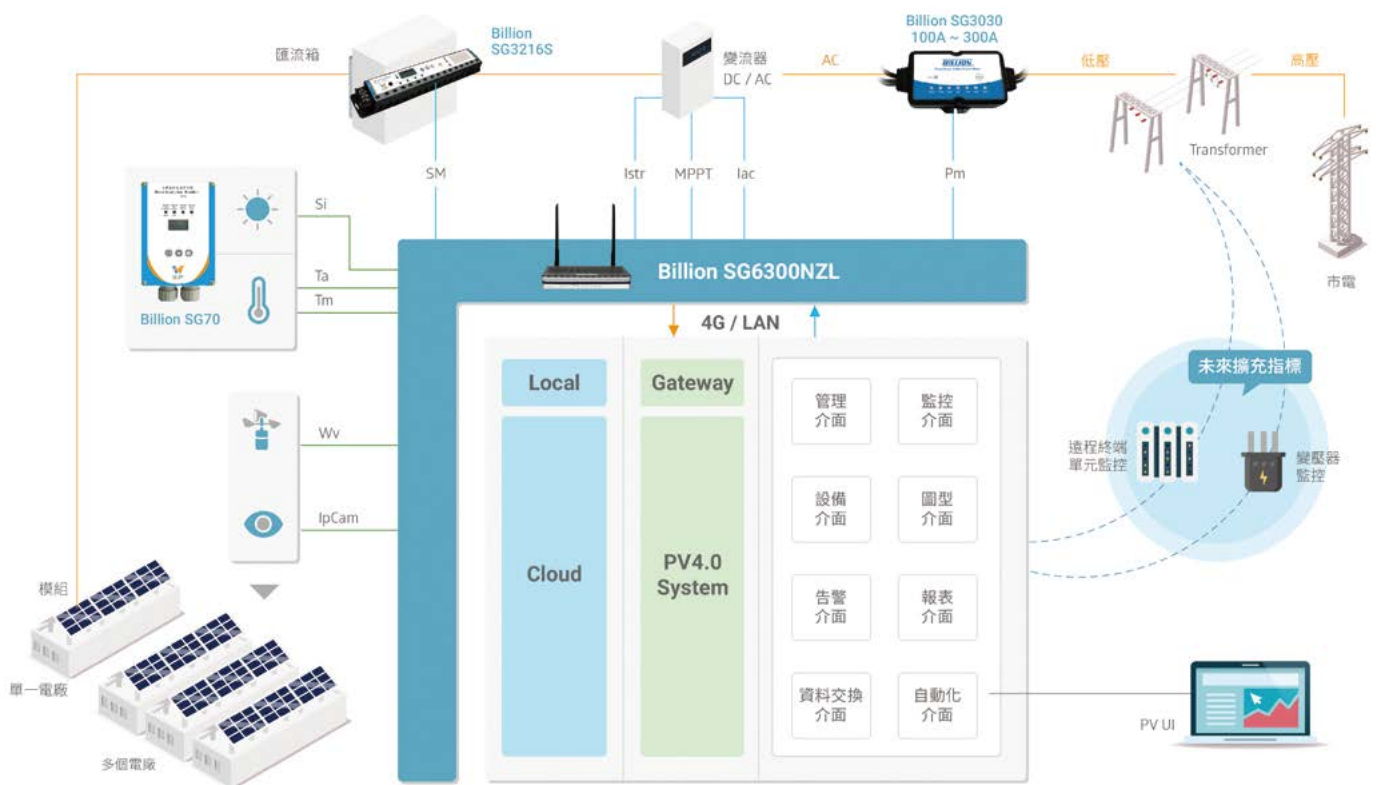 匯流箱
Billion
SG3216S
變流器
DC / AC
AC
Billion SG3030
100A ~ 300A
BILLION
低壓
高壓
Transformer
市電
SM
Istr
MPPT
Iac
Pm
Si
Ta
Tm
Billion SG70
Billion SG6300NZL
4G / LAN
Wv
IpCam
Local
Cloud
Gateway
PV4.0
System
管理
介面
監控
介面
設備
介面
圖型
介面
告警
介面
報表
介面
資料交換
介面
自動化
介面
未來擴充指標
遠程終端
單元監控
變壓器
監控
模組
單一電廠
多個電廠
PV UI